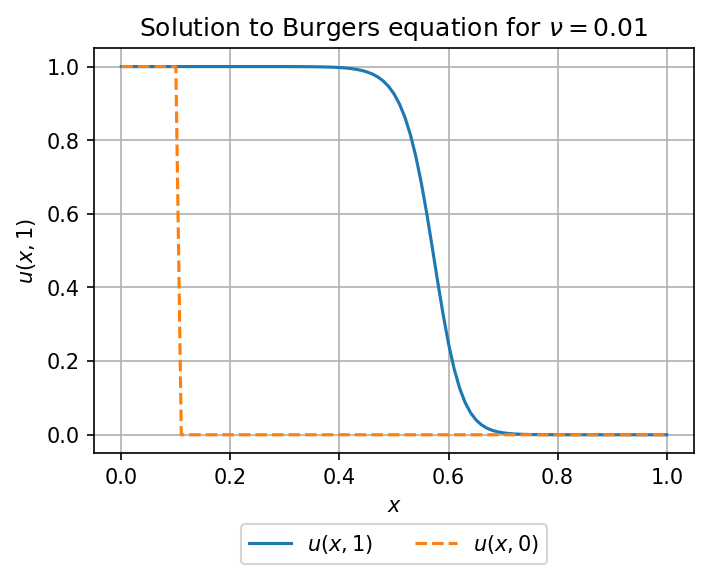 Solution to Burgers equation for ν = 0.01
u(x, 1)
1.0
0.8
0.6
0.4
0.2
0.0
0.0 0.2 0.4 0.6 0.8 1.0
x
u(x, 1) u(x, 0)